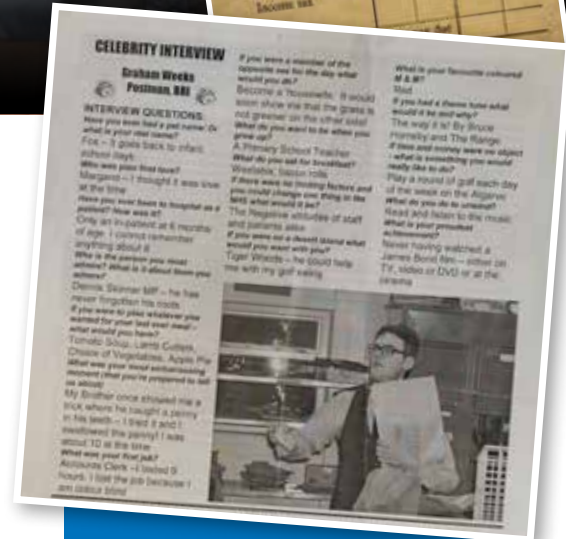 Income tax
CELEBRITY INTERVIEW
Graham Weeks
Postman, BRI
INTERVIEW QUESTIONS:
Have you ever had a pet name? Or
what is your real name?
Fox – It goes back to infant
school days
Who was your first love?
Margaret – I thought it was love
at the time
Have you ever been to hospital as a
patient? How was it?
Only an in-patient at 6 months
of age. I cannot remember
anything about it
Who is the person you most
admire? What is it about them you
admire?
Dennis Skinner MP – he has
never forgotten his roots
If you were to plan whatever you
wanted for your last ever meal –
what would you have?
Tomato Soup, Lamb Cutlets,
Choice of Vegetables, Apple Pie
What was your most embarrassing
moment (that you're prepared to tell
us about)
My Brother once showed me a
trick where he caught a penny
in his teeth – I tried it and I
swallowed the penny! I was
about 10 at the time
What was your first job?
Accounts Clerk – I lasted 9
hours. I lost the job because I
am colour blind
If you were a member of the
opposite sex for the day what
would you do?
Become a 'housewife'. It would
soon show me that the grass is
not greener on the other side!
What do you want to be when you
grow up?
A Primary School Teacher
What do you eat for breakfast?
Weetabix, bacon rolls
If there were no limiting factors and
you could change one thing in the
NHS what would it be?
The Negative attitudes of staff
and patients alike
If you were on a desert island what
would you want with you?
Tiger Woods – he could help
me with my golf swing
What is your favourite coloured
M & M?
Red
If you had a theme tune what
would it be and why?
The way it is! By Bruce
Hornsby and The Range
If time and money were no object
- what is something you would
really like to do?
Play a round of golf each day
of the week on the Algarve
What do you do to unwind?
Read and listen to the music
What is your proudest
achievement?
Never having watched a
James Bond film – either on
TV, video or DVD or at the
cinema